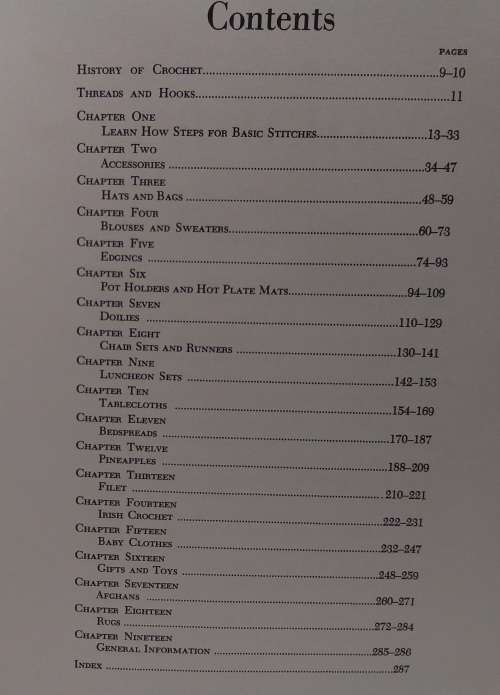 Contents
PAGES
HISTORY OF CROCHET..........9–10
THREADS AND HOOKS..........11
CHAPTER ONE
LEARN HOW STEPS FOR BASIC STITCHES..........13–33
CHAPTER TWO
ACCESSORIES ..........34–47
CHAPTER THREE
HATS AND BAGS ..........48–59
CHAPTER FOUR
BLOUSES AND SWEATERS..........60–73
CHAPTER FIVE
EDGINGS ..........74–93
CHAPTER SIX
POT HOLDERS AND HOT PLATE MATS..........94–109
CHAPTER SEVEN
DOILIES ..........110–129
CHAPTER EIGHT
CHAIR SETS AND RUNNERS ..........130–141
CHAPTER NINE
LUNCHEON SETS ..........142–153
CHAPTER TEN
TABLECLOTHS ..........154–169
CHAPTER ELEVEN
BEDSPREADS ..........170–187
CHAPTER TWELVE
PINEAPPLES ..........188–209
CHAPTER THIRTEEN
FILET ..........210–221
CHAPTER FOURTEEN
IRISH CROCHET ..........222–231
CHAPTER FIFTEEN
BABY CLOTHES ..........232–247
CHAPTER SIXTEEN
GIFTS AND TOYS ..........248–259
CHAPTER SEVENTEEN
AFGHANS ..........260–271
CHAPTER EIGHTEEN
RUGS..........272–284
CHAPTER NINETEEN
GENERAL INFORMATION ..........285–286
INDEX ..........287